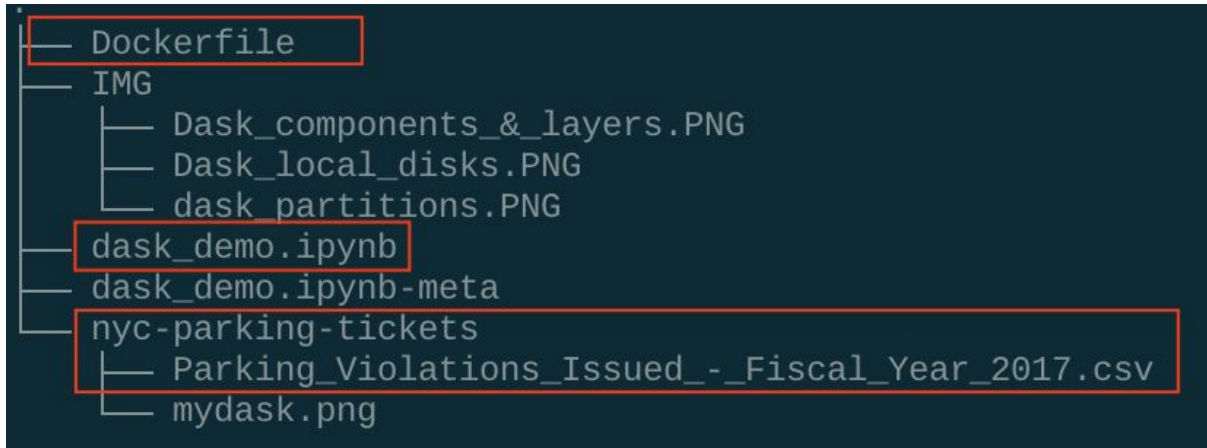 .
├── Dockerfile
├── IMG
│   ├── Dask_components_&_layers.PNG
│   ├── Dask_local_disks.PNG
│   └── dask_partitions.PNG
├── dask_demo.ipynb
├── dask_demo.ipynb-meta
└── nyc-parking-tickets
    ├── Parking_Violations_Issued_-_Fiscal_Year_2017.csv
    └── mydask.png